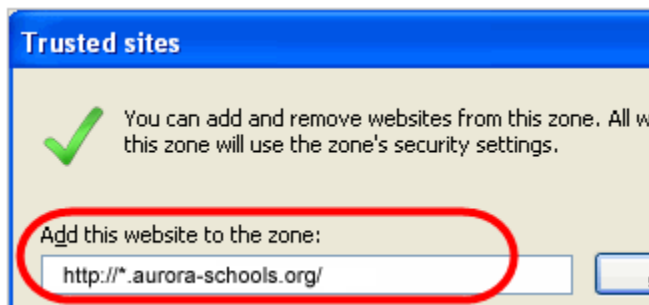 Trusted sites
You can add and remove websites from this zone. All
this zone will use the zone's security settings.
Add this website to the zone:
http://*.aurora-schools.org/